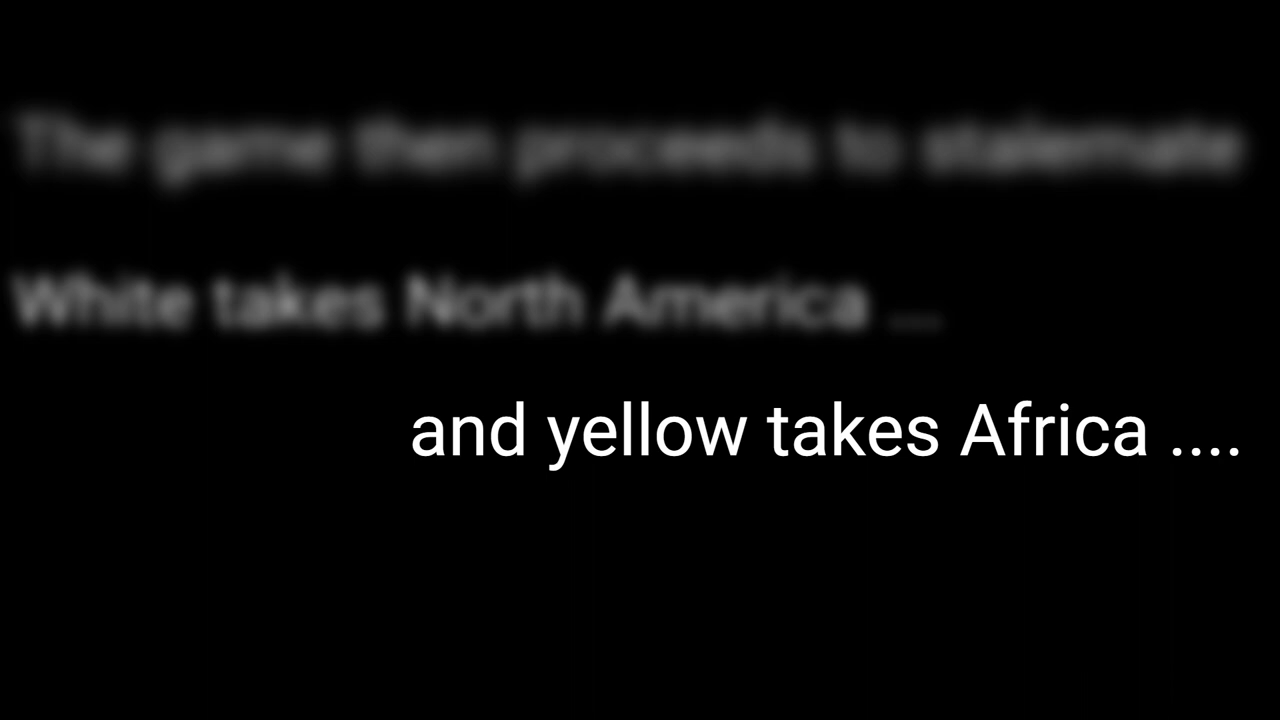 The game then proceeds to stalemate
White takes North America ...
and yellow takes Africa ....